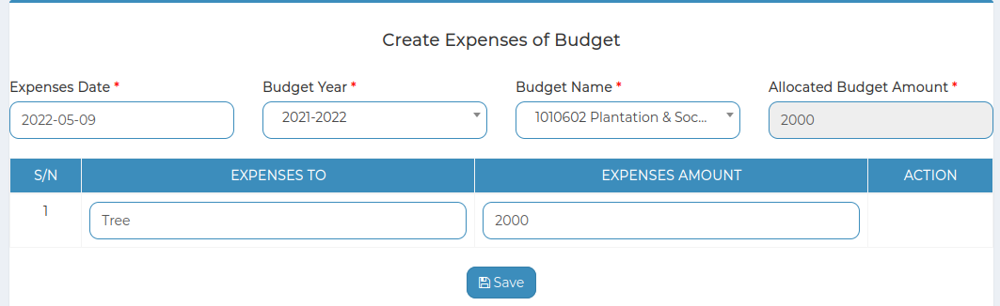 Create Expenses of Budget
Expenses Date * Budget Year * Budget Name * Allocated Budget Amount *
2022-05-09 2021-2022 1010602 Plantation & Soc... 2000
S/N EXPENSES TO EXPENSES AMOUNT ACTION
1 Tree 2000
Save